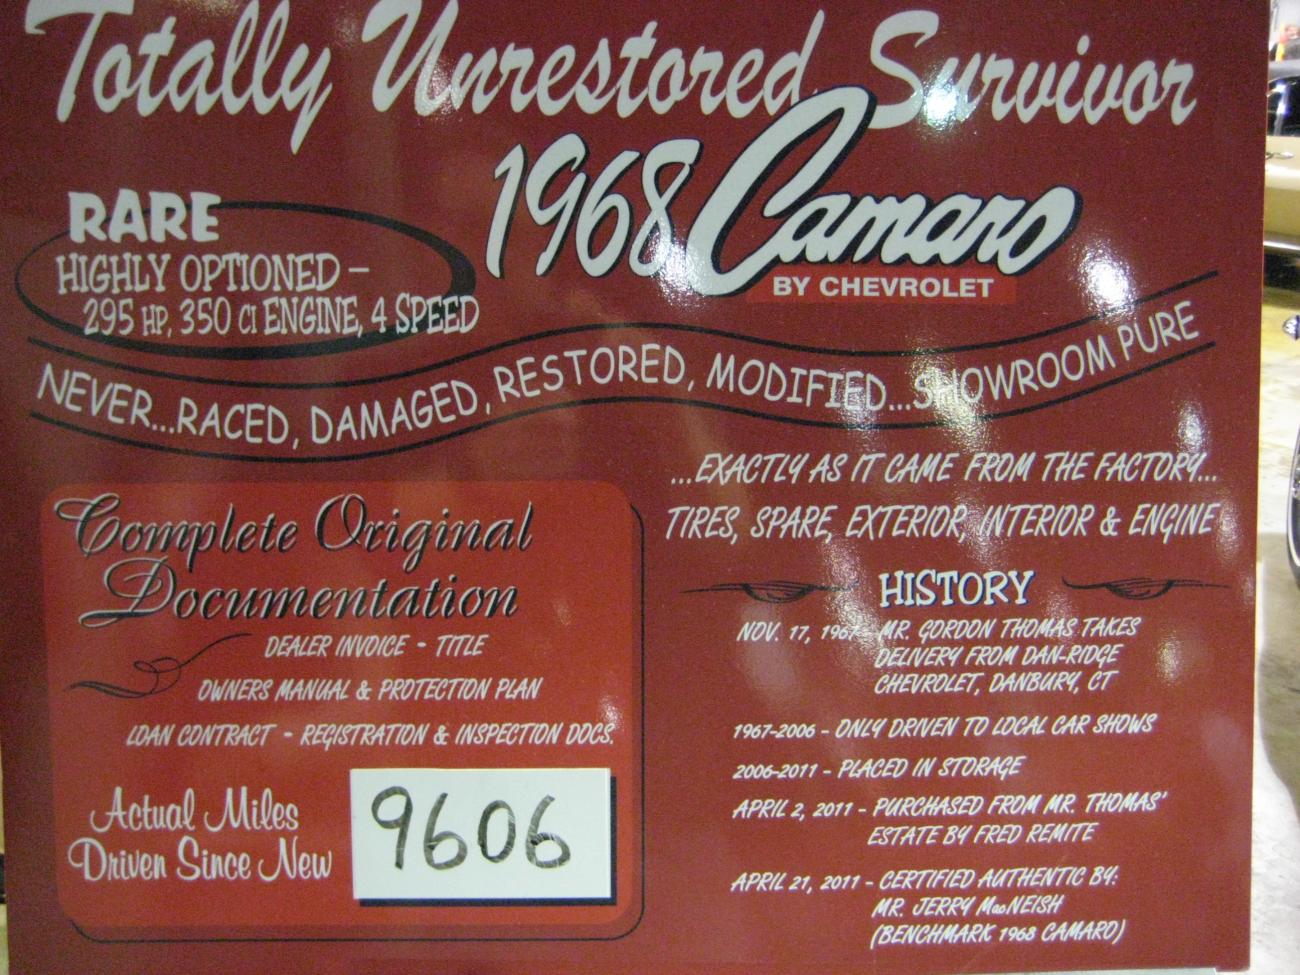 Totally Unrestored Survivor
1968 Camaro
BY CHEVROLET
RARE
HIGHLY OPTIONED –
295 HP, 350 CI ENGINE, 4 SPEED
NEVER...RACED, DAMAGED, RESTORED, MODIFIED...SHOWROOM PURE
...EXACTLY AS IT CAME FROM THE FACTORY...
TIRES, SPARE, EXTERIOR, INTERIOR & ENGINE
Complete Original
Documentation
DEALER INVOICE - TITLE
OWNERS MANUAL & PROTECTION PLAN
LOAN CONTRACT - REGISTRATION & INSPECTION DOCS.
Actual Miles
Driven Since New
9606
HISTORY
NOV. 17, 1967 - MR. GORDON THOMAS TAKES
DELIVERY FROM DAN-RIDGE
CHEVROLET, DANBURY, CT
1967-2006 - ONLY DRIVEN TO LOCAL CAR SHOWS
2006-2011 - PLACED IN STORAGE
APRIL 2, 2011 - PURCHASED FROM MR. THOMAS'
ESTATE BY FRED REMITE
APRIL 21, 2011 - CERTIFIED AUTHENTIC BY:
MR. JERRY MacNEISH
(BENCHMARK 1968 CAMARO)